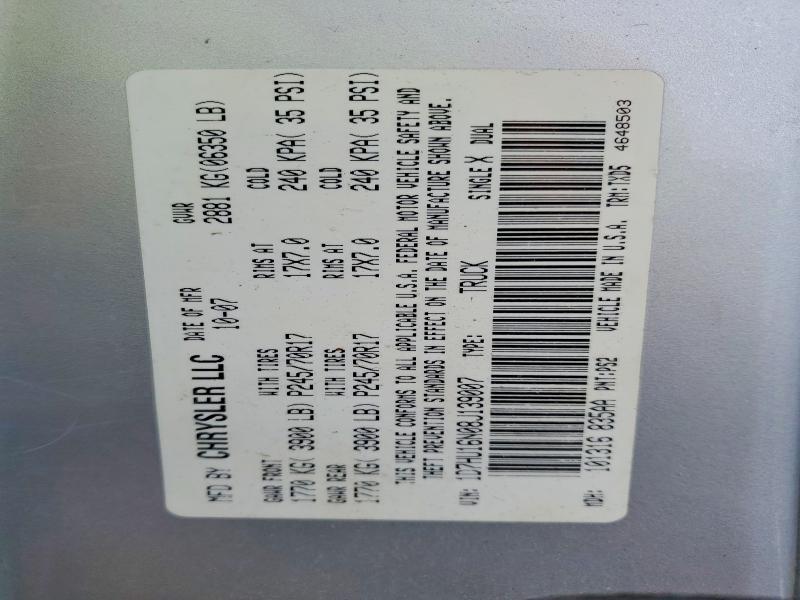 MFD BY CHRYSLER LLC DATE OF MFR GVWR
10-07 2881 KG(06350 LB)
GAWR FRONT WITH TIRES RIMS AT COLD
1770 KG( 3900 LB) P245/70R17 17X7.0 240 KPA( 35 PSI)
GAWR REAR WITH TIRES RIMS AT COLD
1770 KG( 3900 LB) P245/70R17 17X7.0 240 KPA( 35 PSI)
THIS VEHICLE CONFORMS TO ALL APPLICABLE U.S.A. FEDERAL MOTOR VEHICLE SAFETY AND
THEFT PREVENTION STANDARDS IN EFFECT ON THE DATE OF MANUFACTURE SHOWN ABOVE.
VIN: 1D7HW18N08J139007 TYPE: TRUCK SINGLE X DUAL
MDH: 101316 835AA PNT:PS2 VEHICLE MADE IN U.S.A. TRM:TXD5
4648503